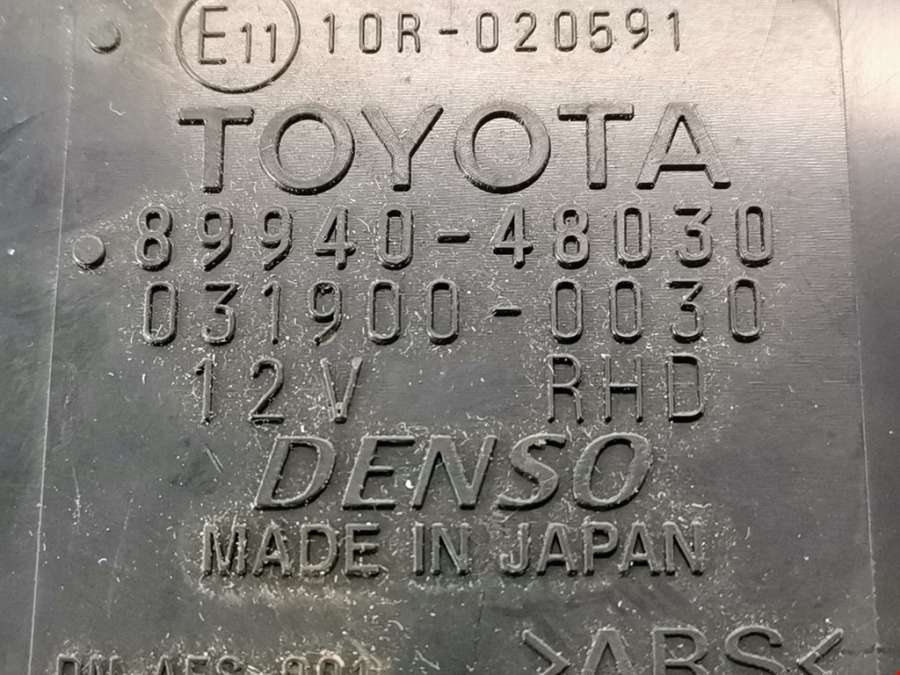 E11 10R-020591
TOYOTA
89940-48030
031900-0030
12V RHD
DENSO
MADE IN JAPAN
>ABS<